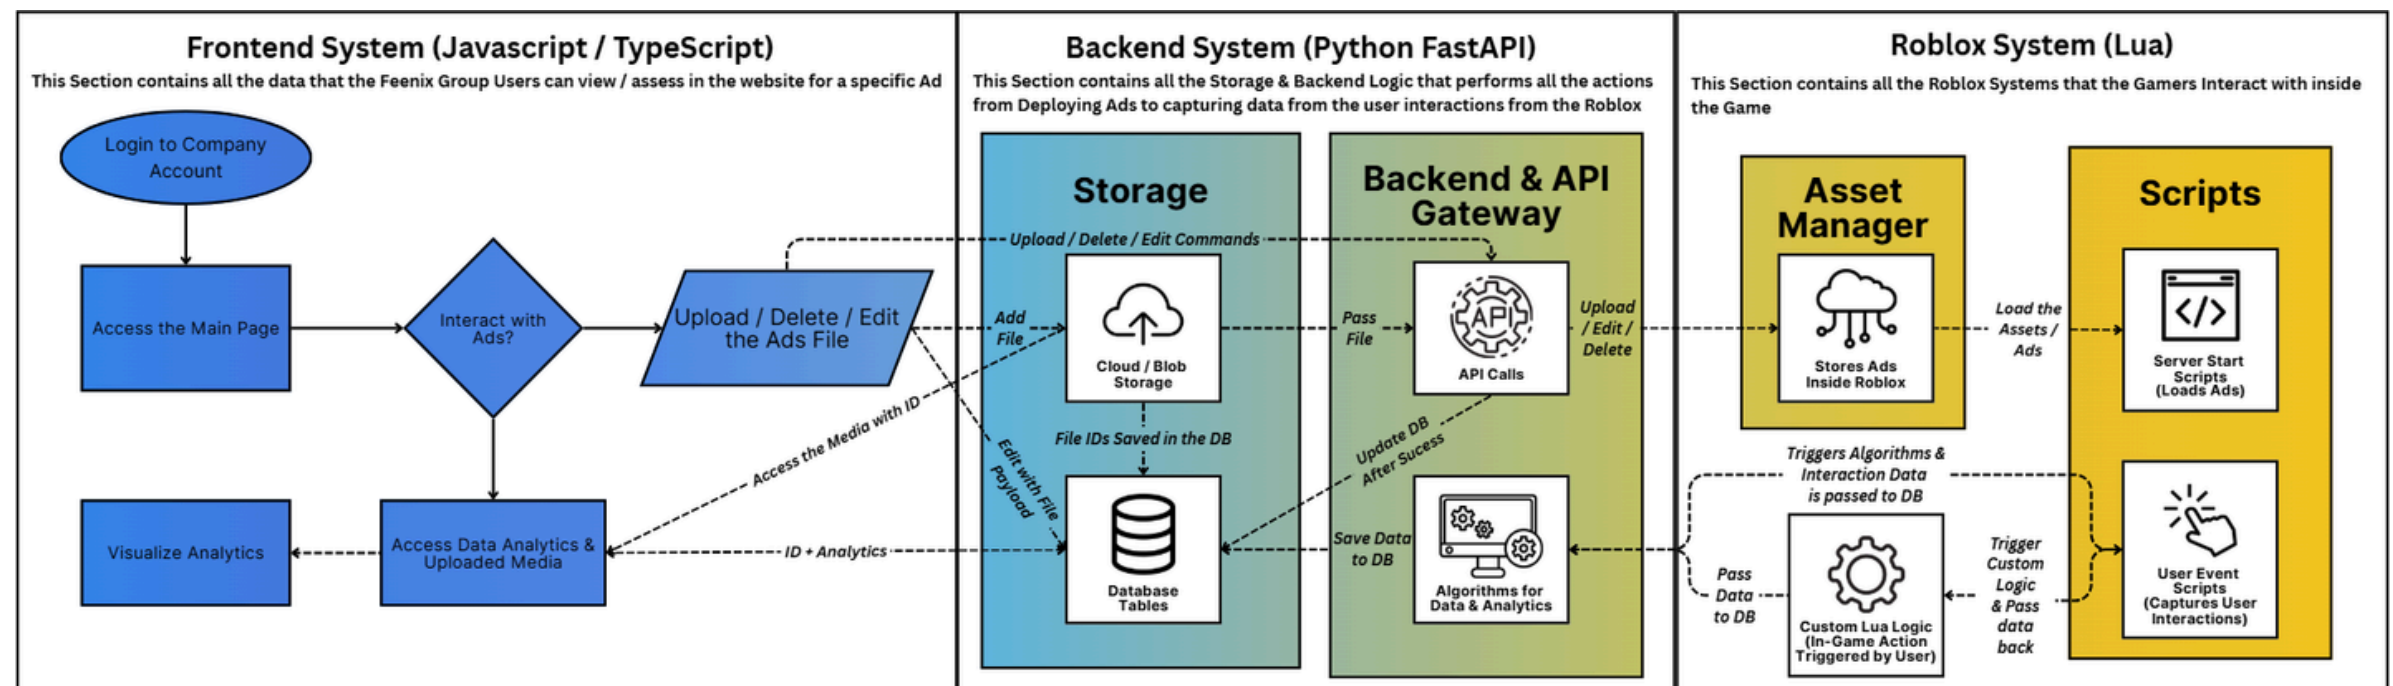 Frontend System (Javascript / TypeScript)
This Section contains all the data that the Feenix Group Users can view / assess in the website for a specific Ad
Login to Company
Account
Access the Main Page
Interact with
Ads?
Upload / Delete / Edit
the Ads File
Visualize Analytics
Access Data Analytics &
Uploaded Media
Access the Media with ID
ID + Analytics
Backend System (Python FastAPI)
This Section contains all the Storage & Backend Logic that performs all the actions
from Deploying Ads to capturing data from the user interactions from the Roblox
Storage
Upload / Delete / Edit Commands
Add
File
Cloud / Blob
Storage
File IDs Saved in the DB
Edit with File
Payload
Database
Tables
Backend & API
Gateway
Pass
File
API
API Calls
Upload
/ Edit /
Delete
Update DB
After Sucess
Save Data
to DB
Algorithms for
Data & Analytics
Roblox System (Lua)
This Section contains all the Roblox Systems that the Gamers Interact with inside
the Game
Asset
Manager
Stores Ads
Inside Roblox
Load the
Assets /
Ads
Scripts
Server Start
Scripts
(Loads Ads)
Triggers Algorithms &
Interaction Data
is passed to DB
Pass
Data
to DB
Custom Lua Logic
(In-Game Action
Triggered by User)
Trigger
Custom
Logic
& Pass
data
back
User Event
Scripts
(Captures User
Interactions)